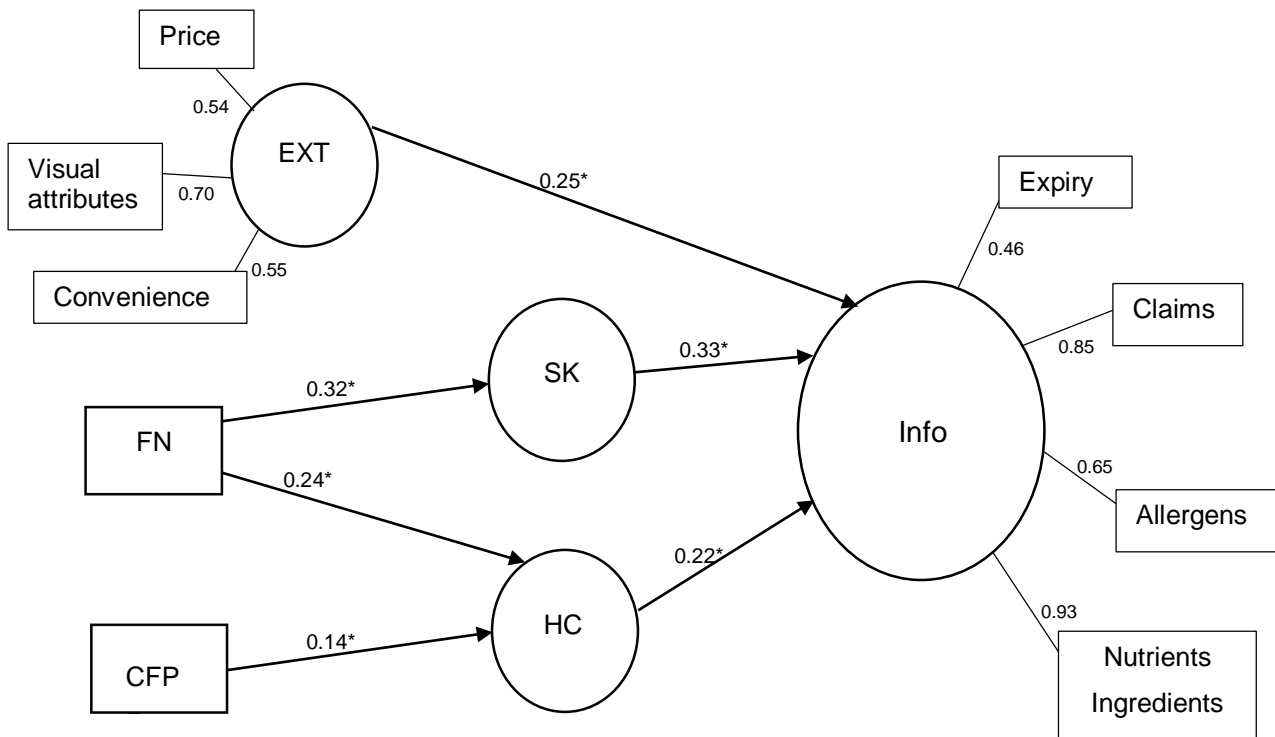 Price
0.54
EXT
Visual
attributes
0.70
0.55
Convenience
0.25*
Expiry
0.46
Claims
0.85
SK
0.33*
0.32*
FN
0.24*
Info
0.65
Allergens
0.22*
HC
0.14*
CFP
0.93
Nutrients
Ingredients